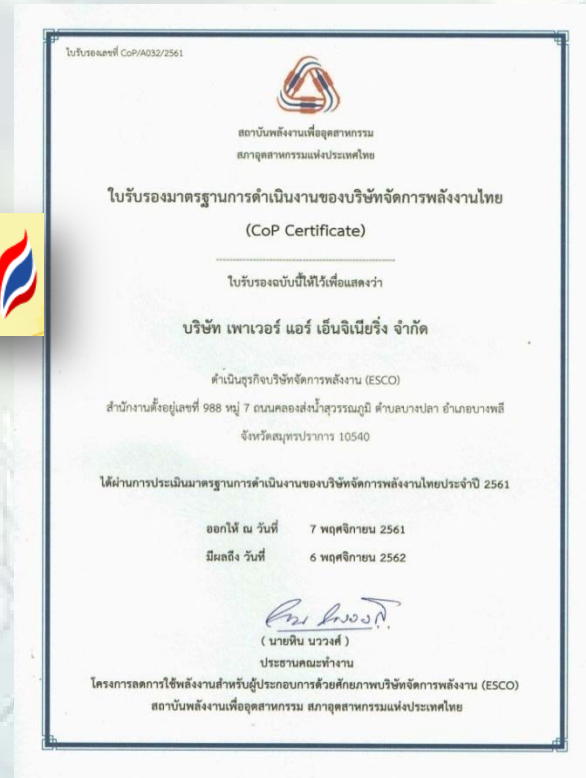 ใบรับรองเลขที่ CoP/A032/2561
สถาบันพลังงานเพื่ออุตสาหกรรม
สภาอุตสาหกรรมแห่งประเทศไทย
ใบรับรองมาตรฐานการดำเนินงานของบริษัทจัดการพลังงานไทย
(CoP Certificate)
ใบรับรองฉบับนี้ให้ไว้เพื่อแสดงว่า
บริษัท เพาเวอร์ แอร์ เอ็นจิเนียริ่ง จำกัด
ดำเนินธุรกิจบริษัทจัดการพลังงาน (ESCO)
สำนักงานตั้งอยู่เลขที่ 988 หมู่ 7 ถนนคลองส่งน้ำสุวรรณภูมิ ตำบลบางปลา อำเภอบางพลี
จังหวัดสมุทรปราการ 10540
ได้ผ่านการประเมินมาตรฐานการดำเนินงานของบริษัทจัดการพลังงานไทยประจำปี 2561
ออกให้ ณ วันที่ 7 พฤศจิกายน 2561
มีผลถึง วันที่ 6 พฤศจิกายน 2562
( นายหิน นววงศ์ )
ประธานคณะทำงาน
โครงการลดการใช้พลังงานสำหรับผู้ประกอบการด้วยศักยภาพบริษัทจัดการพลังงาน (ESCO)
สถาบันพลังงานเพื่ออุตสาหกรรม สภาอุตสาหกรรมแห่งประเทศไทย